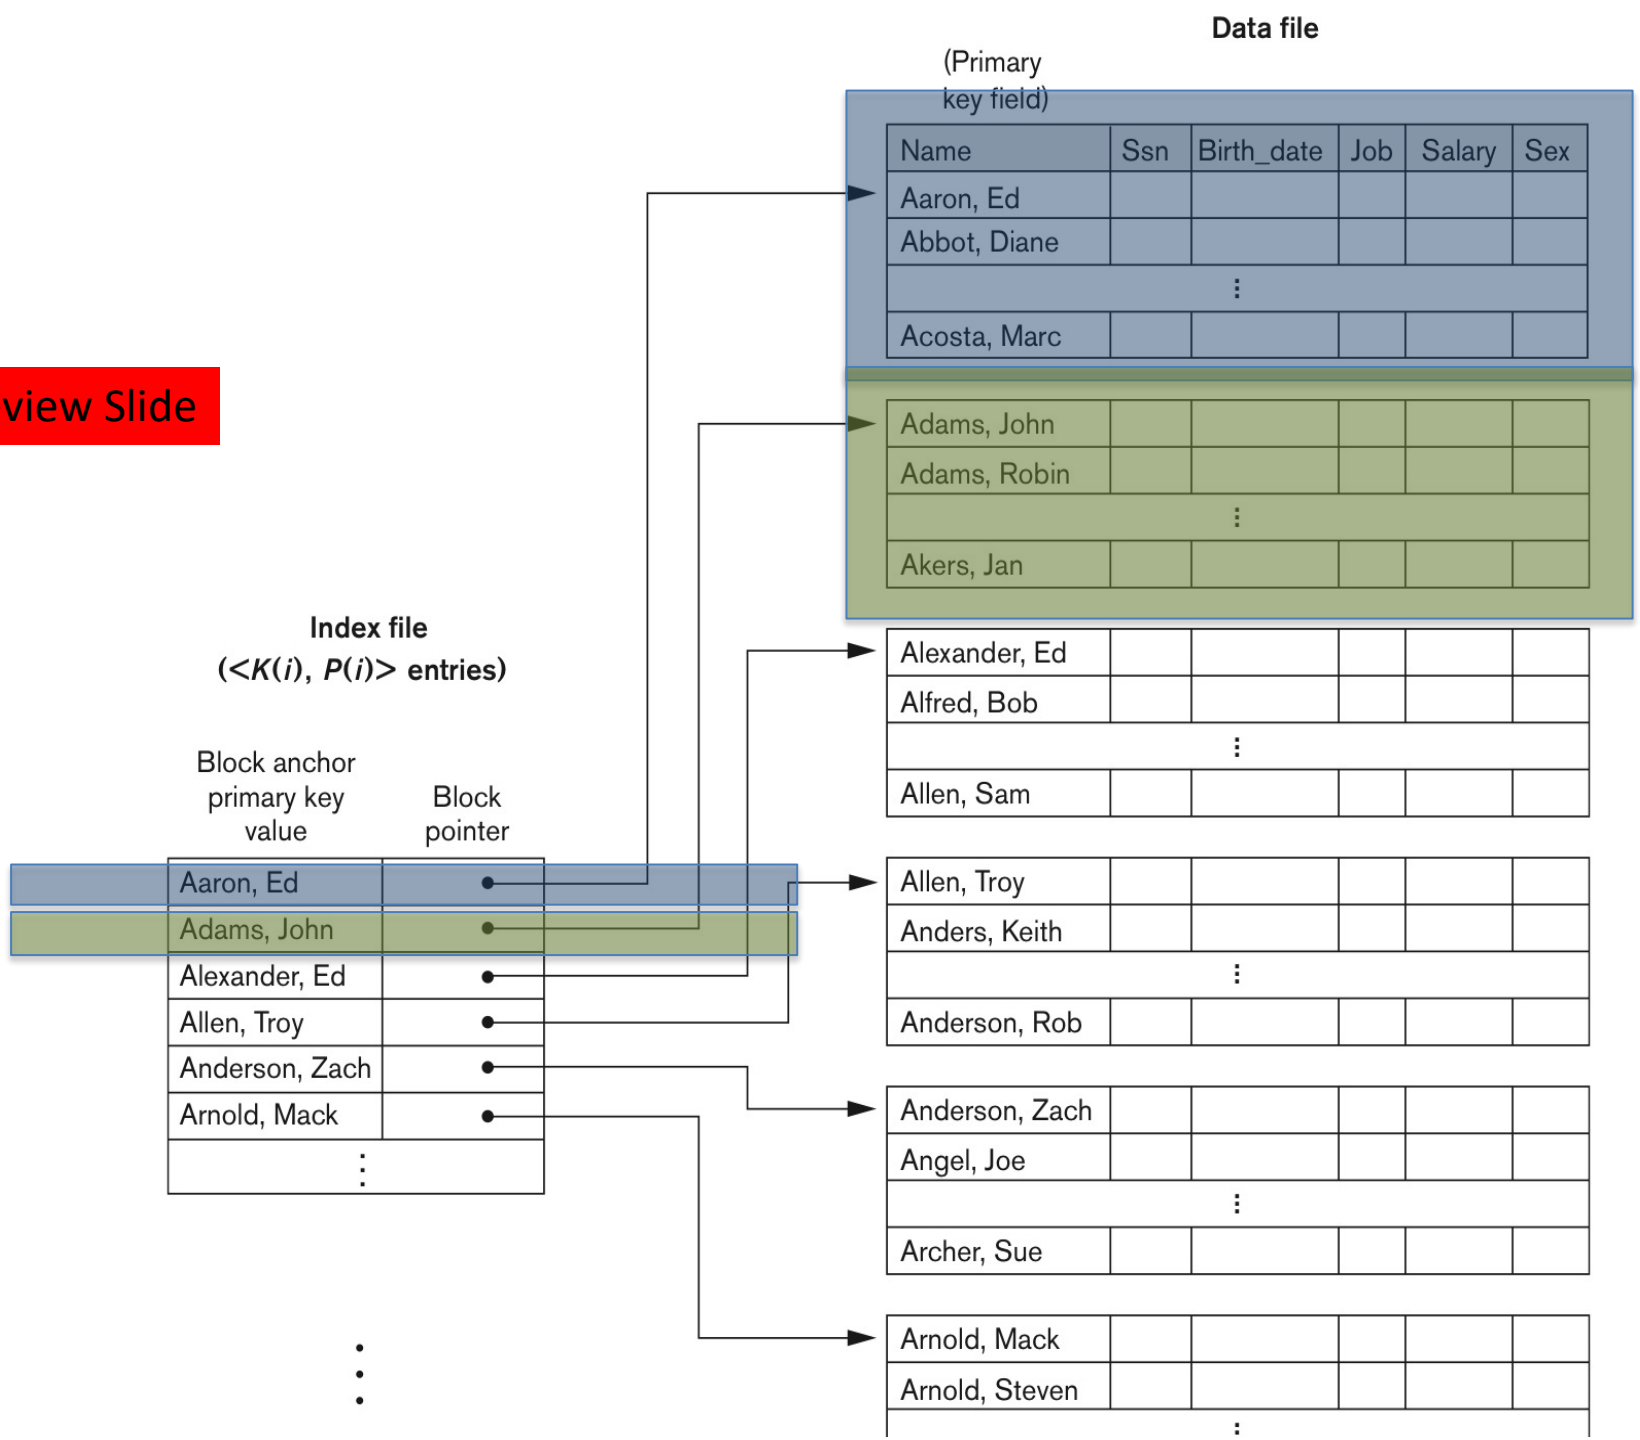 Data file
(Primary
key field)
Name Ssn Birth_date Job Salary Sex
Aaron, Ed
Abbot, Diane
Acosta, Marc
view Slide
Adams, John
Adams, Robin
Akers, Jan
Index file
(<K(i), P(i)> entries)
Alexander, Ed
Alfred, Bob
Allen, Sam
Block anchor
primary key
value
Block
pointer
Aaron, Ed
Adams, John
Alexander, Ed
Allen, Troy
Anderson, Zach
Arnold, Mack
Allen, Troy
Anders, Keith
Anderson, Rob
Anderson, Zach
Angel, Joe
Archer, Sue
Arnold, Mack
Arnold, Steven